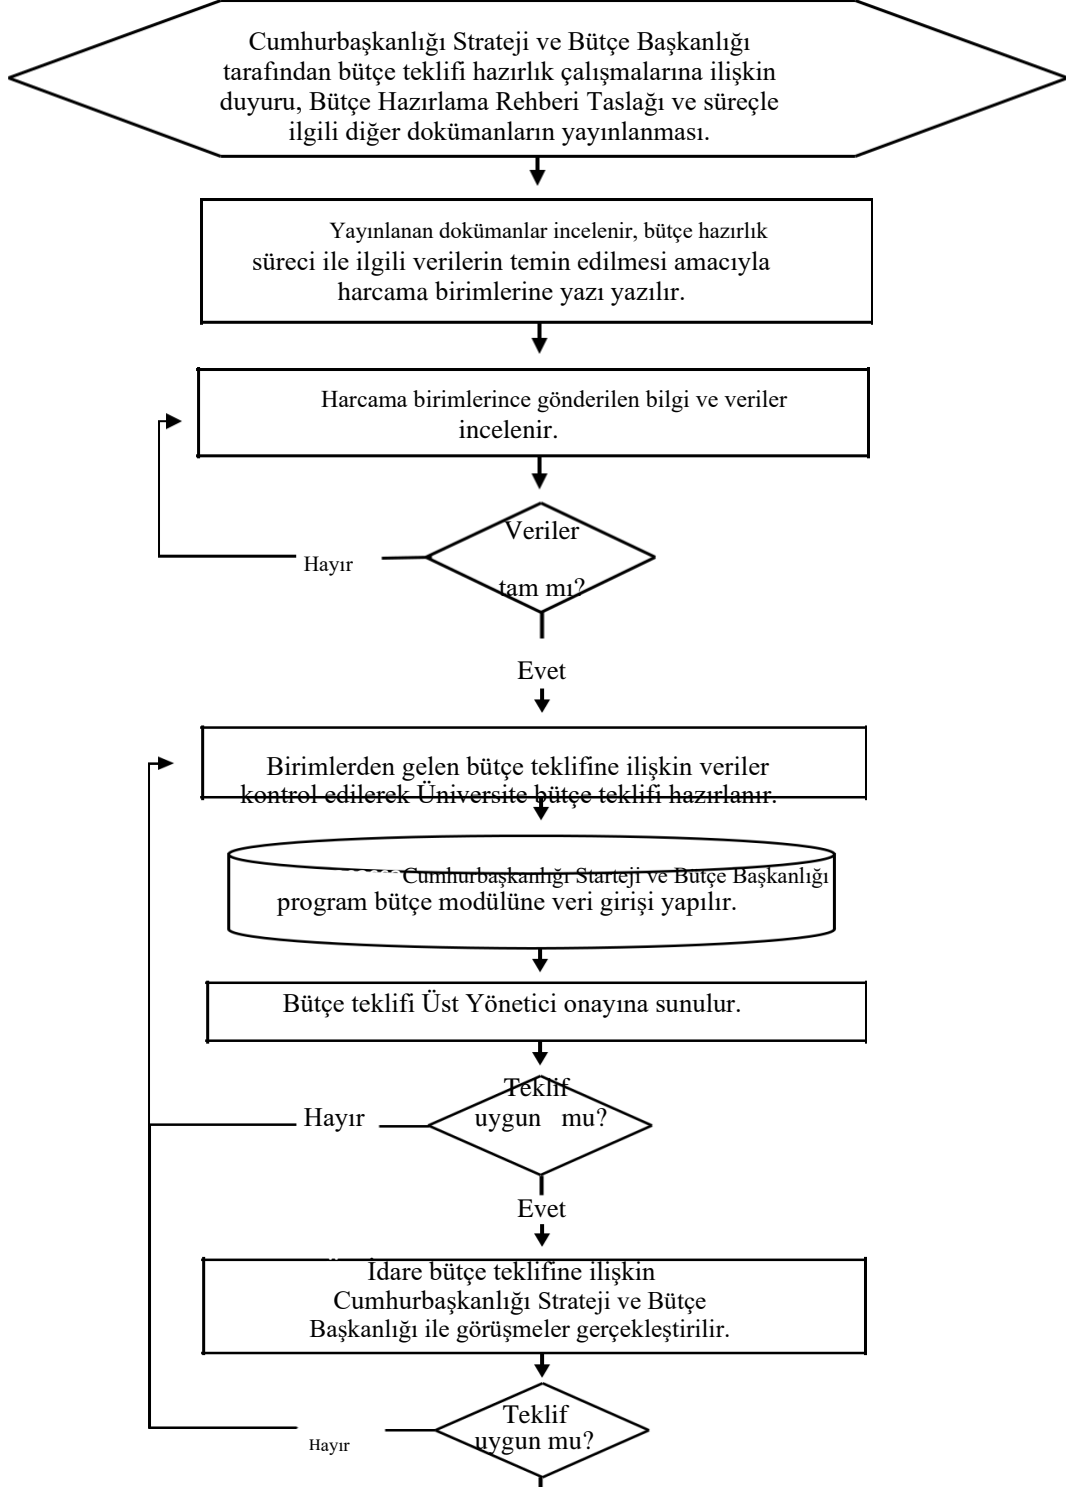 Cumhurbaşkanlığı Strateji ve Bütçe Başkanlığı
tarafından bütçe teklifi hazırlık çalışmalarına ilişkin
duyuru, Bütçe Hazırlama Rehberi Taslağı ve süreçle
ilgili diğer dokümanların yayınlanması.
Yayınlanan dokümanlar incelenir, bütçe hazırlık
süreci ile ilgili verilerin temin edilmesi amacıyla
harcama birimlerine yazı yazılır.
Harcama birimlerince gönderilen bilgi ve veriler
incelenir.
Veriler
tam mı?
Hayır
Evet
Birimlerden gelen bütçe teklifine ilişkin veriler
kontrol edilerek Üniversite bütçe teklifi hazırlanır.
Cumhurbaşkanlığı Starteji ve Bütçe Başkanlığı
program bütçe modülüne veri girişi yapılır.
Bütçe teklifi Üst Yönetici onayına sunulur.
Teklif
uygun mu?
Hayır
Evet
İdare bütçe teklifine ilişkin
Cumhurbaşkanlığı Strateji ve Bütçe
Başkanlığı ile görüşmeler gerçekleştirilir.
Teklif
uygun mu?
Hayır